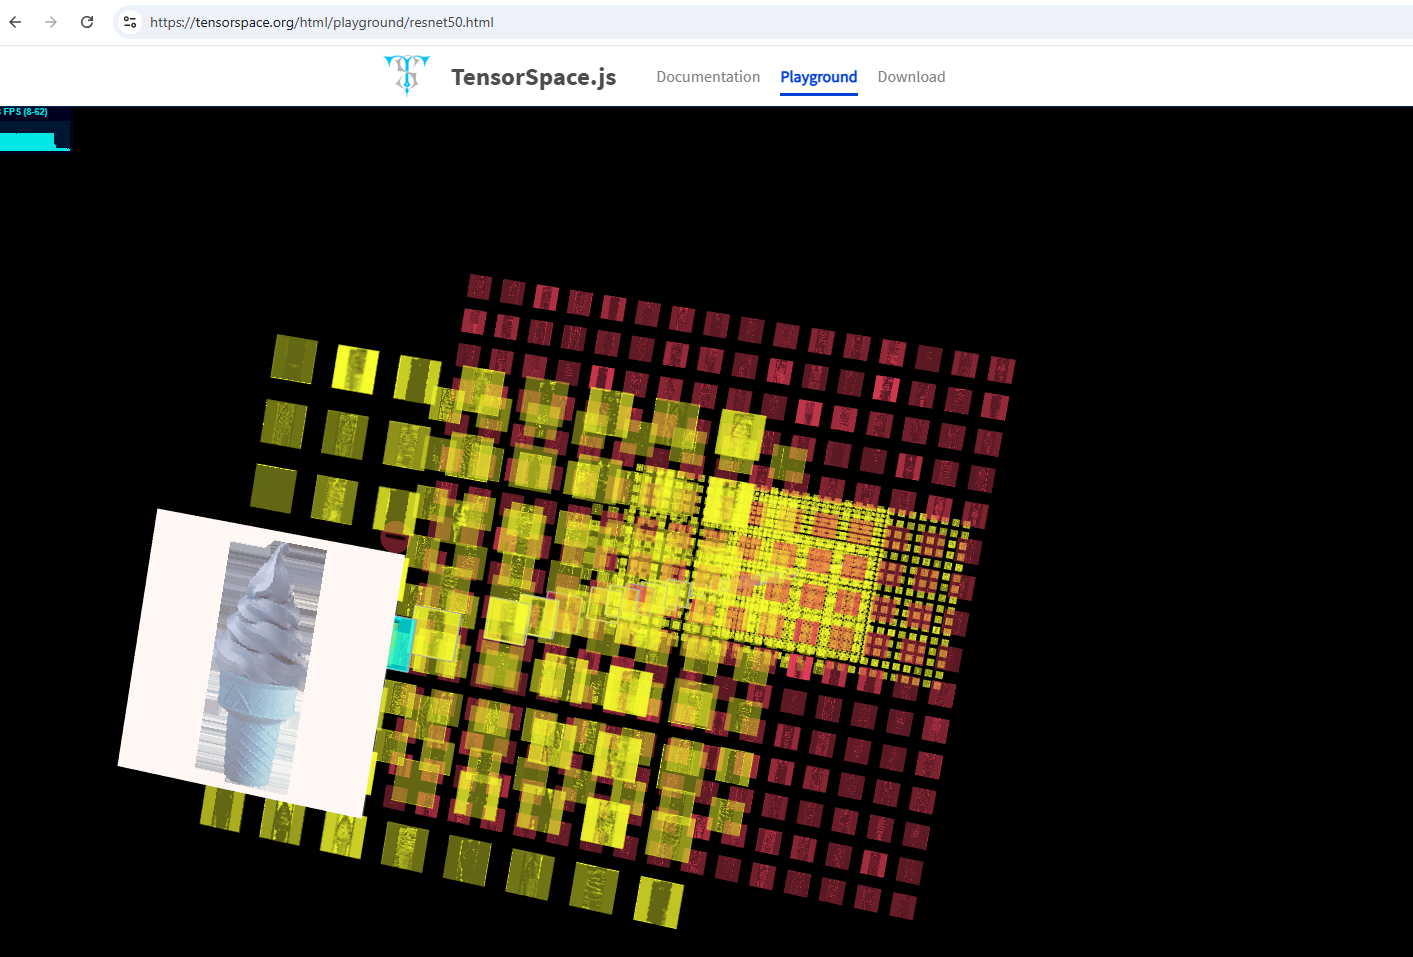 https://tensorspace.org/html/playground/resnet50.html
TensorSpace.js
Documentation
Playground
Download
FPS (8-62)